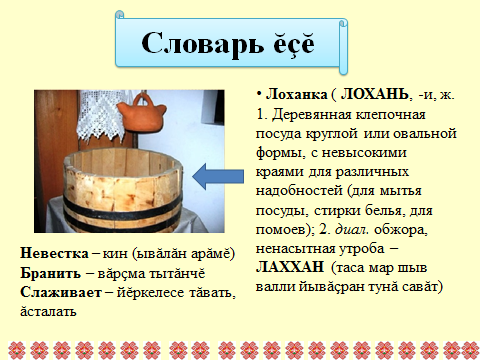 Словарь ĕçĕ
• Лоханка ( ЛОХАНЬ, -и, ж.
1. Деревянная клепочная
посуда круглой или овальной
формы, с невысокими
краями для различных
надобностей (для мытья
посуды, стирки белья, для
помоев); 2. диал. обжора,
ненасытная утроба –
ЛАХХАН (таса мар шыв
валли йывăçран тунă савăт)
Невестка – кин (ывăлăн арăмĕ)
Бранить – вăрçма тытăнчĕ
Слаживает – йĕркелесе тăвать,
ăсталать